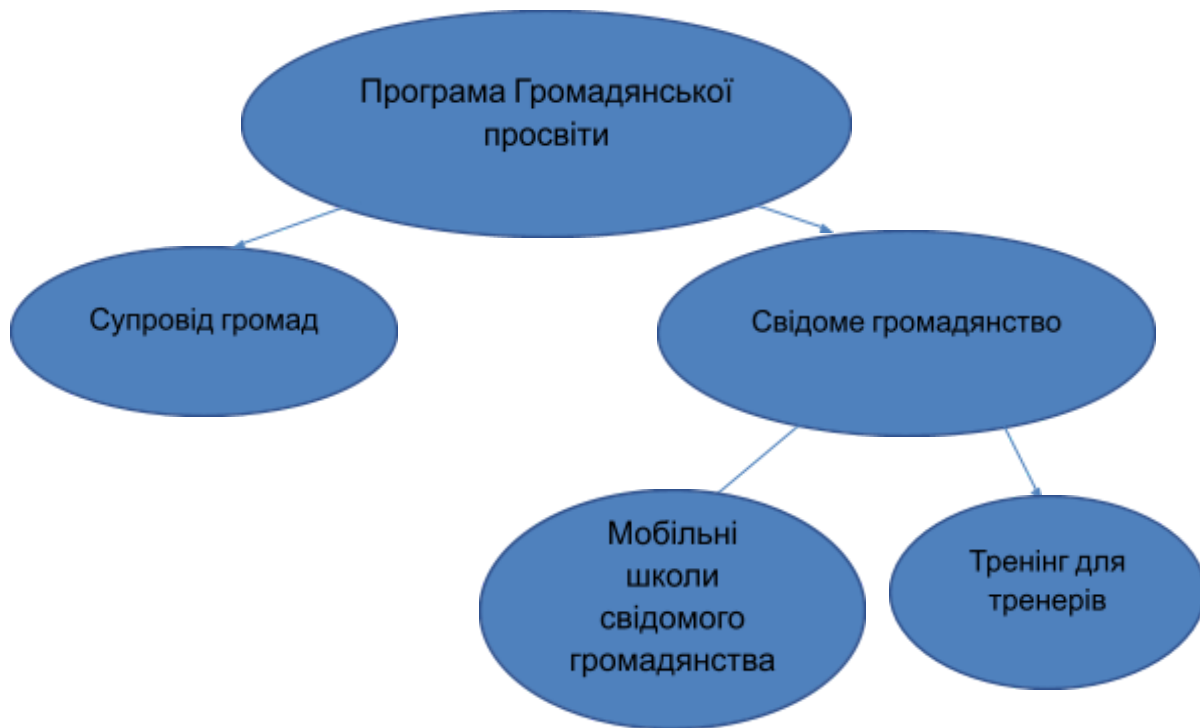 Програма Громадянської
просвіти
Супровід громад
Свідоме громадянство
Мобільні
школи
свідомого
громадянства
Тренінг для
тренерів